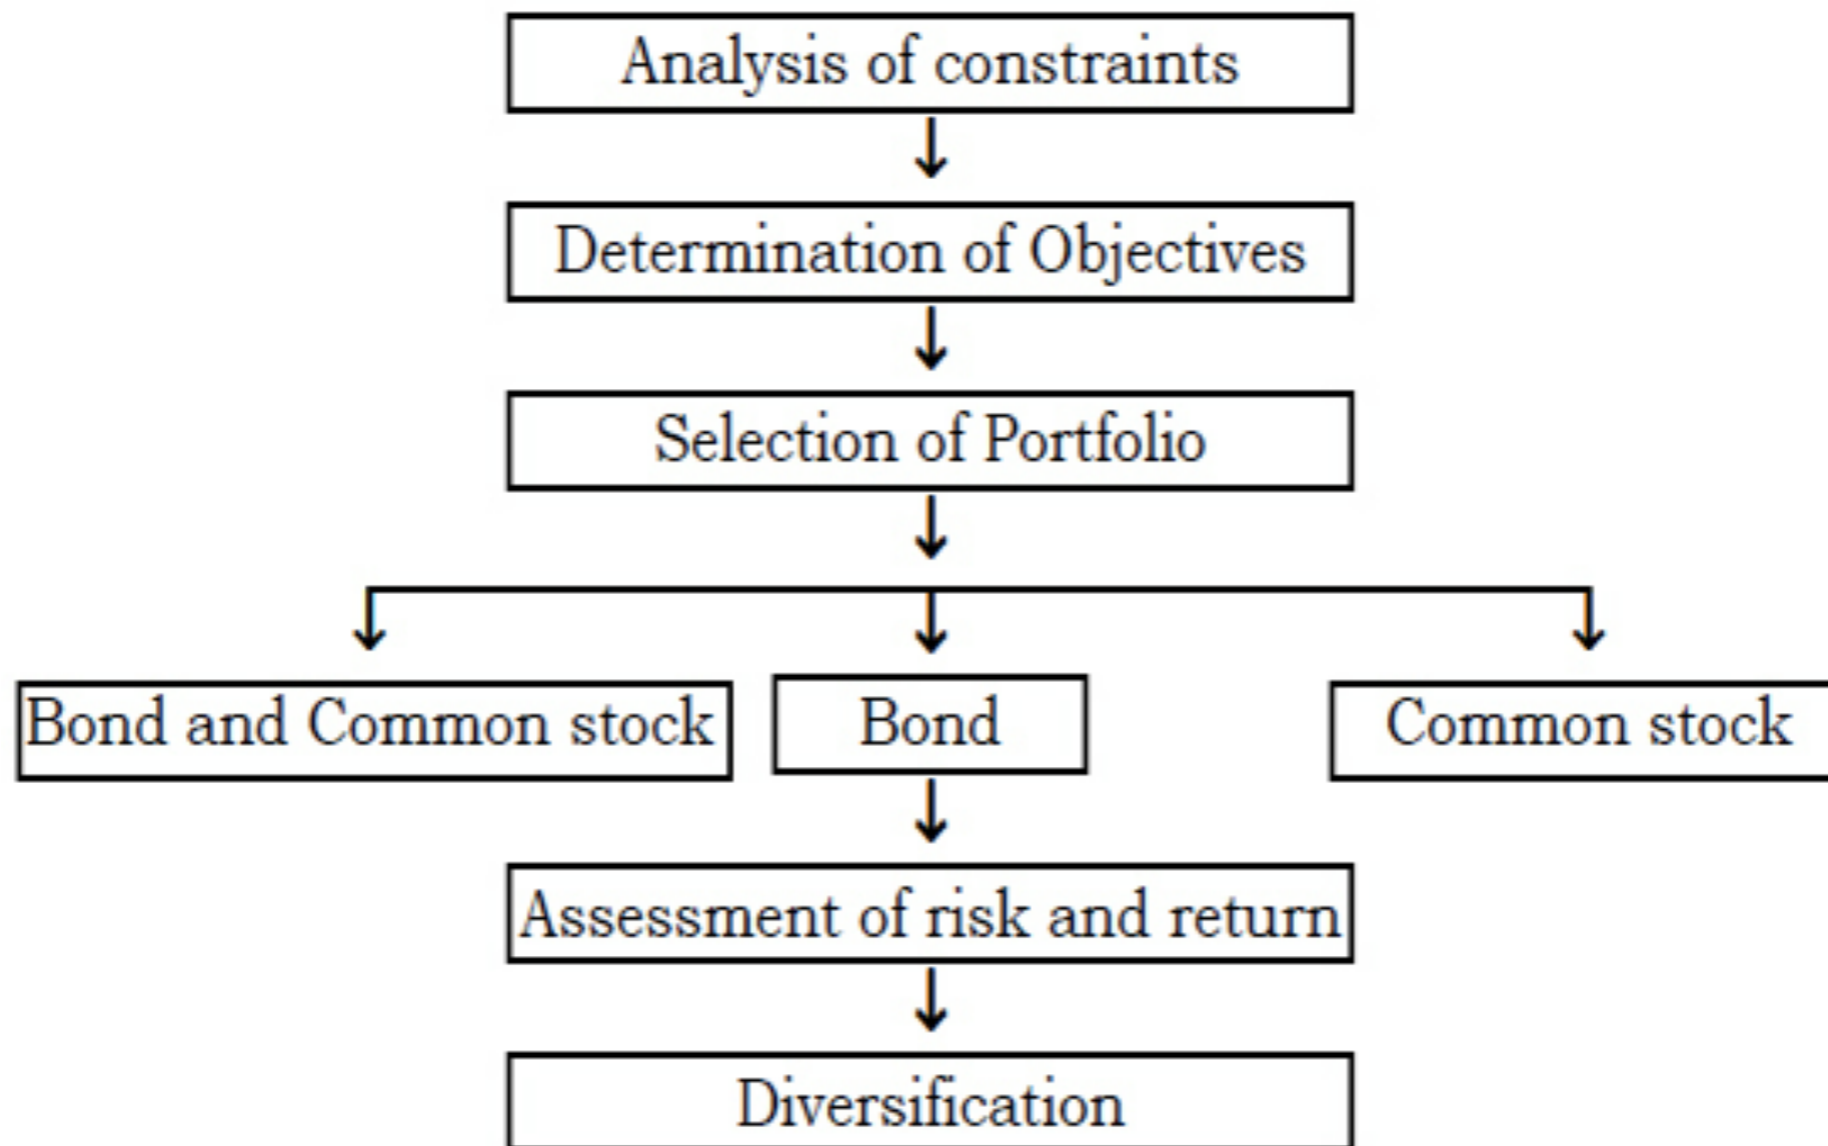 Analysis of constraints
Determination of Objectives
Selection of Portfolio
Bond and Common stock
Bond
Common stock
Assessment of risk and return
Diversification